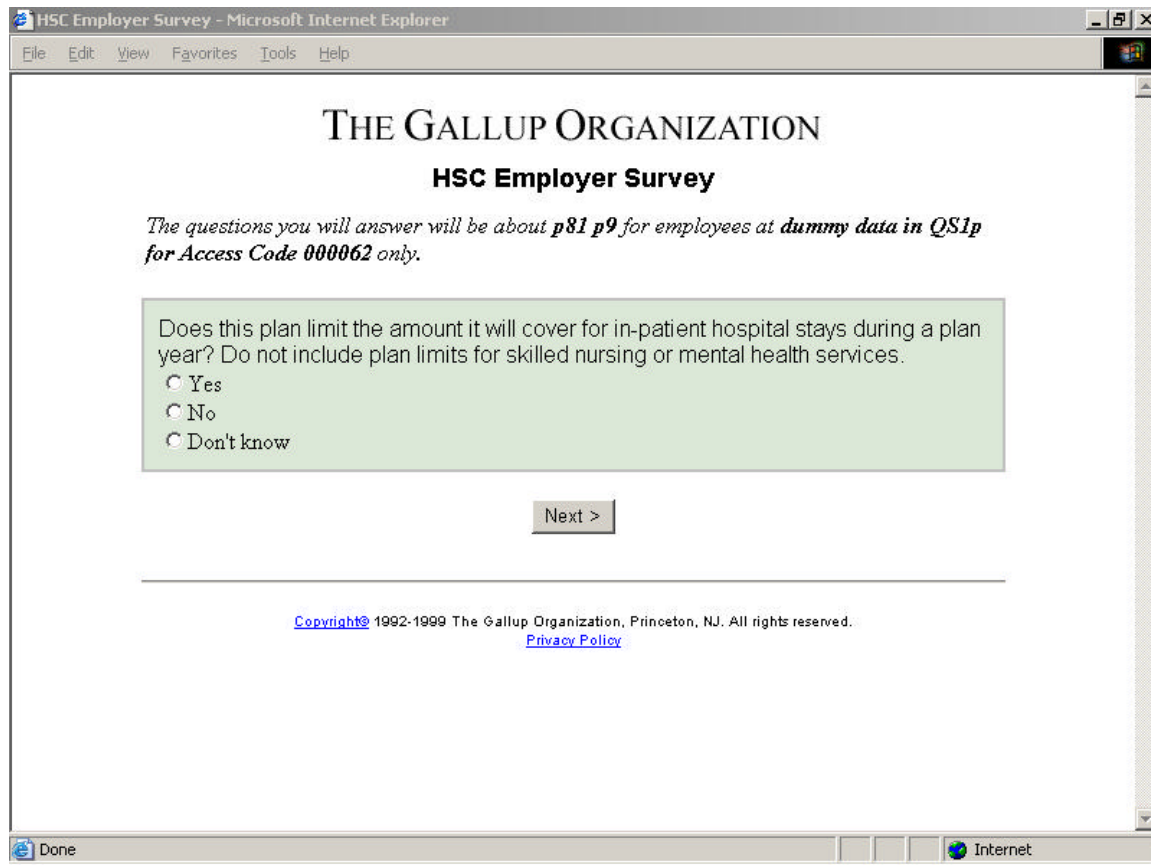 HSC Employer Survey - Microsoft Internet Explorer
File Edit View Favorites Tools Help
THE GALLUP ORGANIZATION
HSC Employer Survey
The questions you will answer will be about p81 p9 for employees at dummy data in QS1p
for Access Code 000062 only.
Does this plan limit the amount it will cover for in-patient hospital stays during a plan
year? Do not include plan limits for skilled nursing or mental health services.
Yes
No
Don't know
Next >
Copyright© 1992-1999 The Gallup Organization, Princeton, NJ. All rights reserved.
Privacy Policy
Done Internet